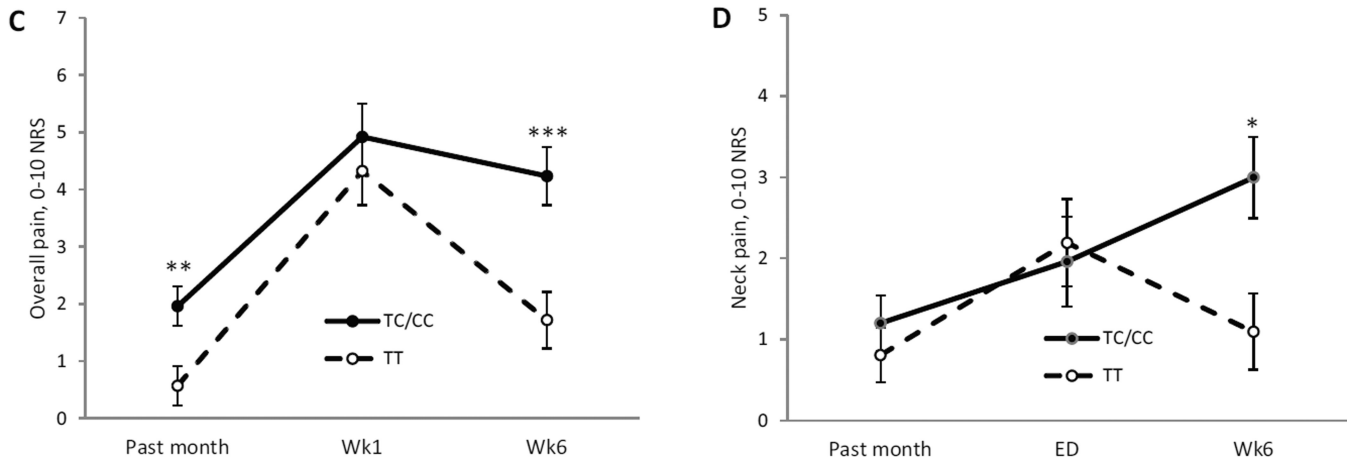 C
7
6
5
4
3
2
1
0
Overall pain, 0-10 NRS
**
***
TC/CC
TT
Past month
Wk1
Wk6
D
5
4
3
2
1
0
Neck pain, 0-10 NRS
*
TC/CC
TT
Past month
ED
Wk6